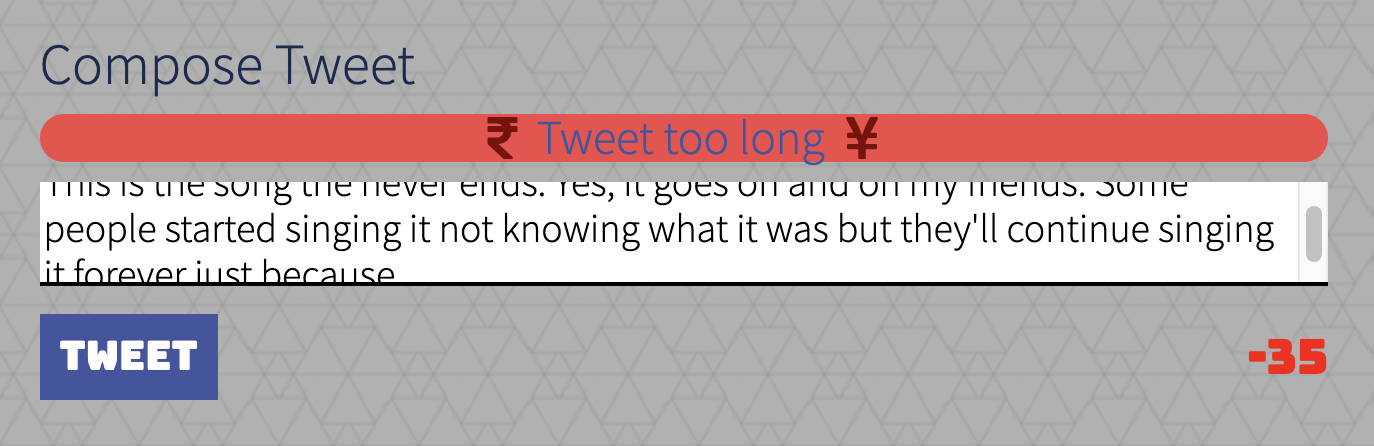 Compose Tweet
₹ Tweet too long ¥
This is the song the never ends. Yes, it goes on and on my friends. Some
people started singing it not knowing what it was but they'll continue singing
it forever just because
TWEET
-35